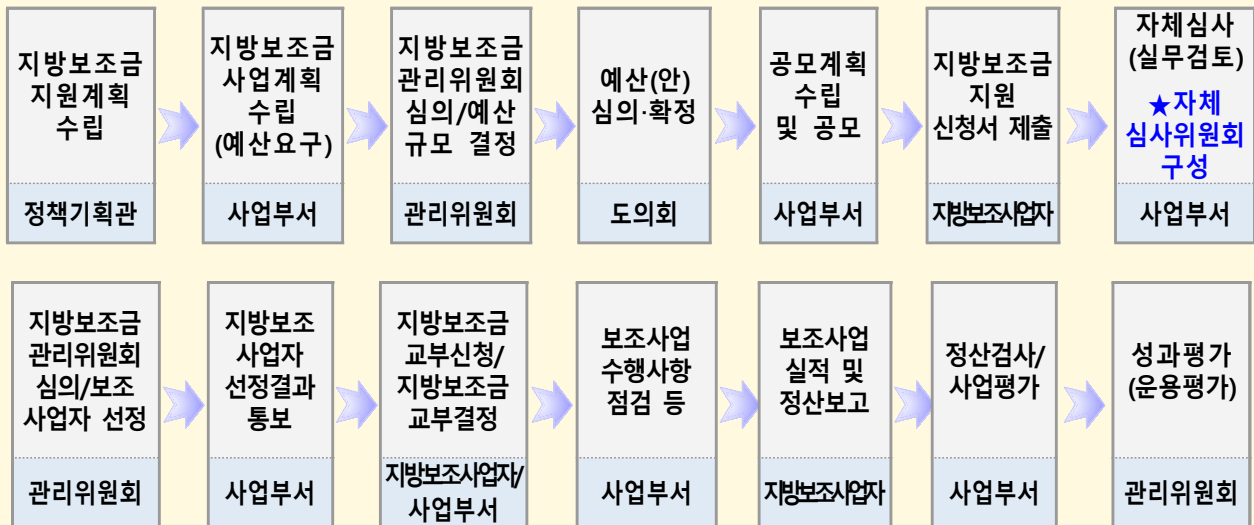 지방보조금
지원계획
수립
정책기획관
지방보조금
사업계획
수립
(예산요구)
사업부서
지방보조금
관리위원회
심의/예산
규모 결정
관리위원회
예산(안)
심의·확정
도의회
공모계획
수립
및 공모
사업부서
지방보조금
지원
신청서 제출
지방보조사업자
자체심사
(실무검토)
★자체
심사위원회
구성
사업부서
지방보조금
관리위원회
심의/보조
사업자 선정
관리위원회
지방보조
사업자
선정결과
통보
사업부서
지방보조금
교부신청/
지방보조금
교부결정
지방보조사업자/
사업부서
보조사업
수행사항
점검 등
사업부서
보조사업
실적 및
정산보고
지방보조사업자
정산검사/
사업평가
사업부서
성과평가
(운용평가)
관리위원회